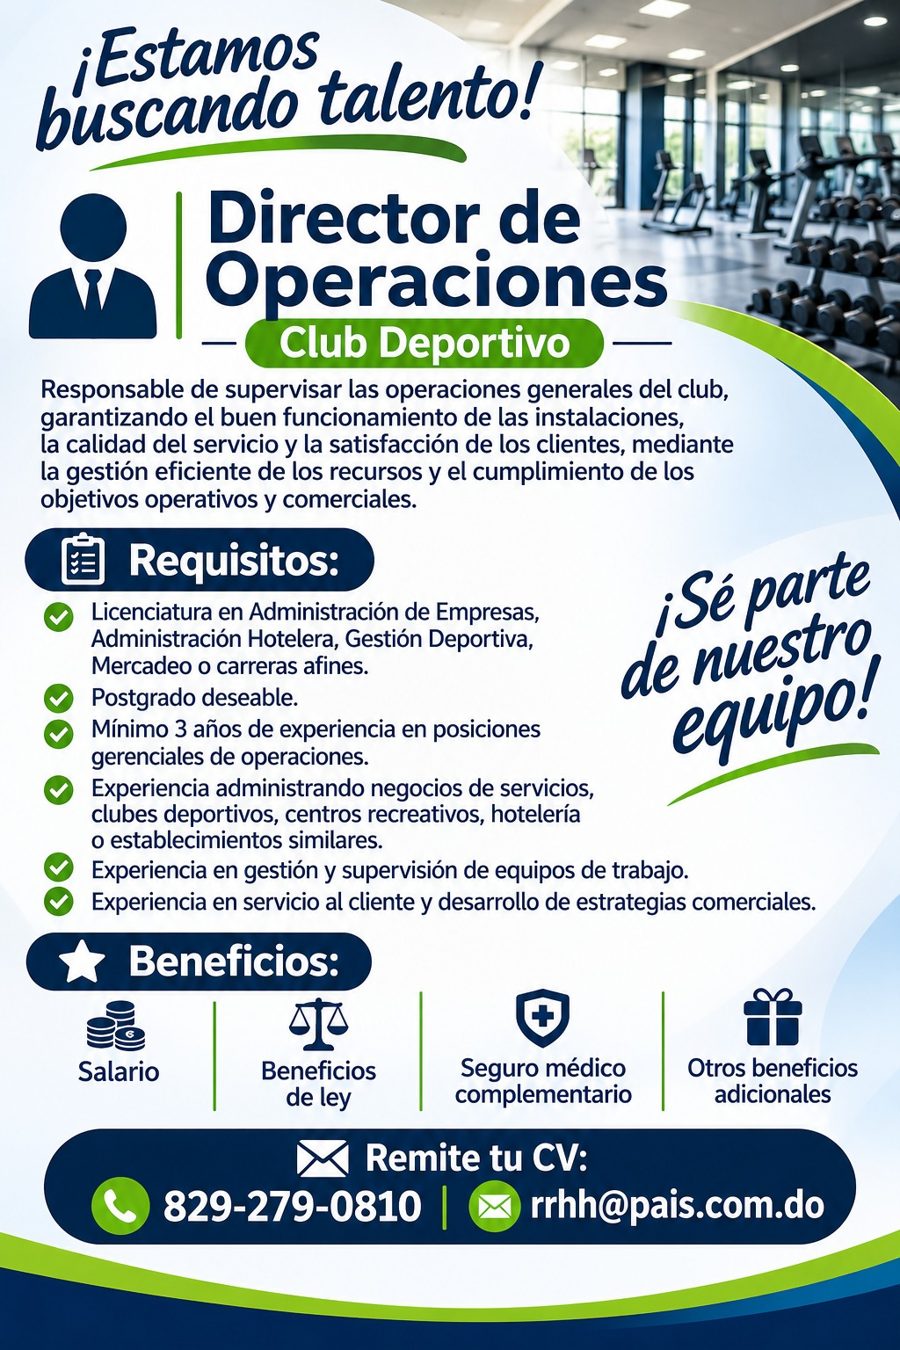 ¡Estamos
buscando talento!
Director de
Operaciones
Club Deportivo
Responsable de supervisar las operaciones generales del club,
garantizando el buen funcionamiento de las instalaciones,
la calidad del servicio y la satisfacción de los clientes, mediante
la gestión eficiente de los recursos y el cumplimiento de los
objetivos operativos y comerciales.
Requisitos:
Licenciatura en Administración de Empresas,
Administración Hotelera, Gestión Deportiva,
Mercadeo o carreras afines.
Postgrado deseable.
Mínimo 3 años de experiencia en posiciones
gerenciales de operaciones.
Experiencia administrando negocios de servicios,
clubes deportivos, centros recreativos, hotelería
o establecimientos similares.
Experiencia en gestión y supervisión de equipos de trabajo.
Experiencia en servicio al cliente y desarrollo de estrategias comerciales.
¡Sé parte
de nuestro
equipo!
Beneficios:
Salario
Beneficios
de ley
Seguro médico
complementario
Otros beneficios
adicionales
Remite tu CV:
829-279-0810
rrhh@pais.com.do